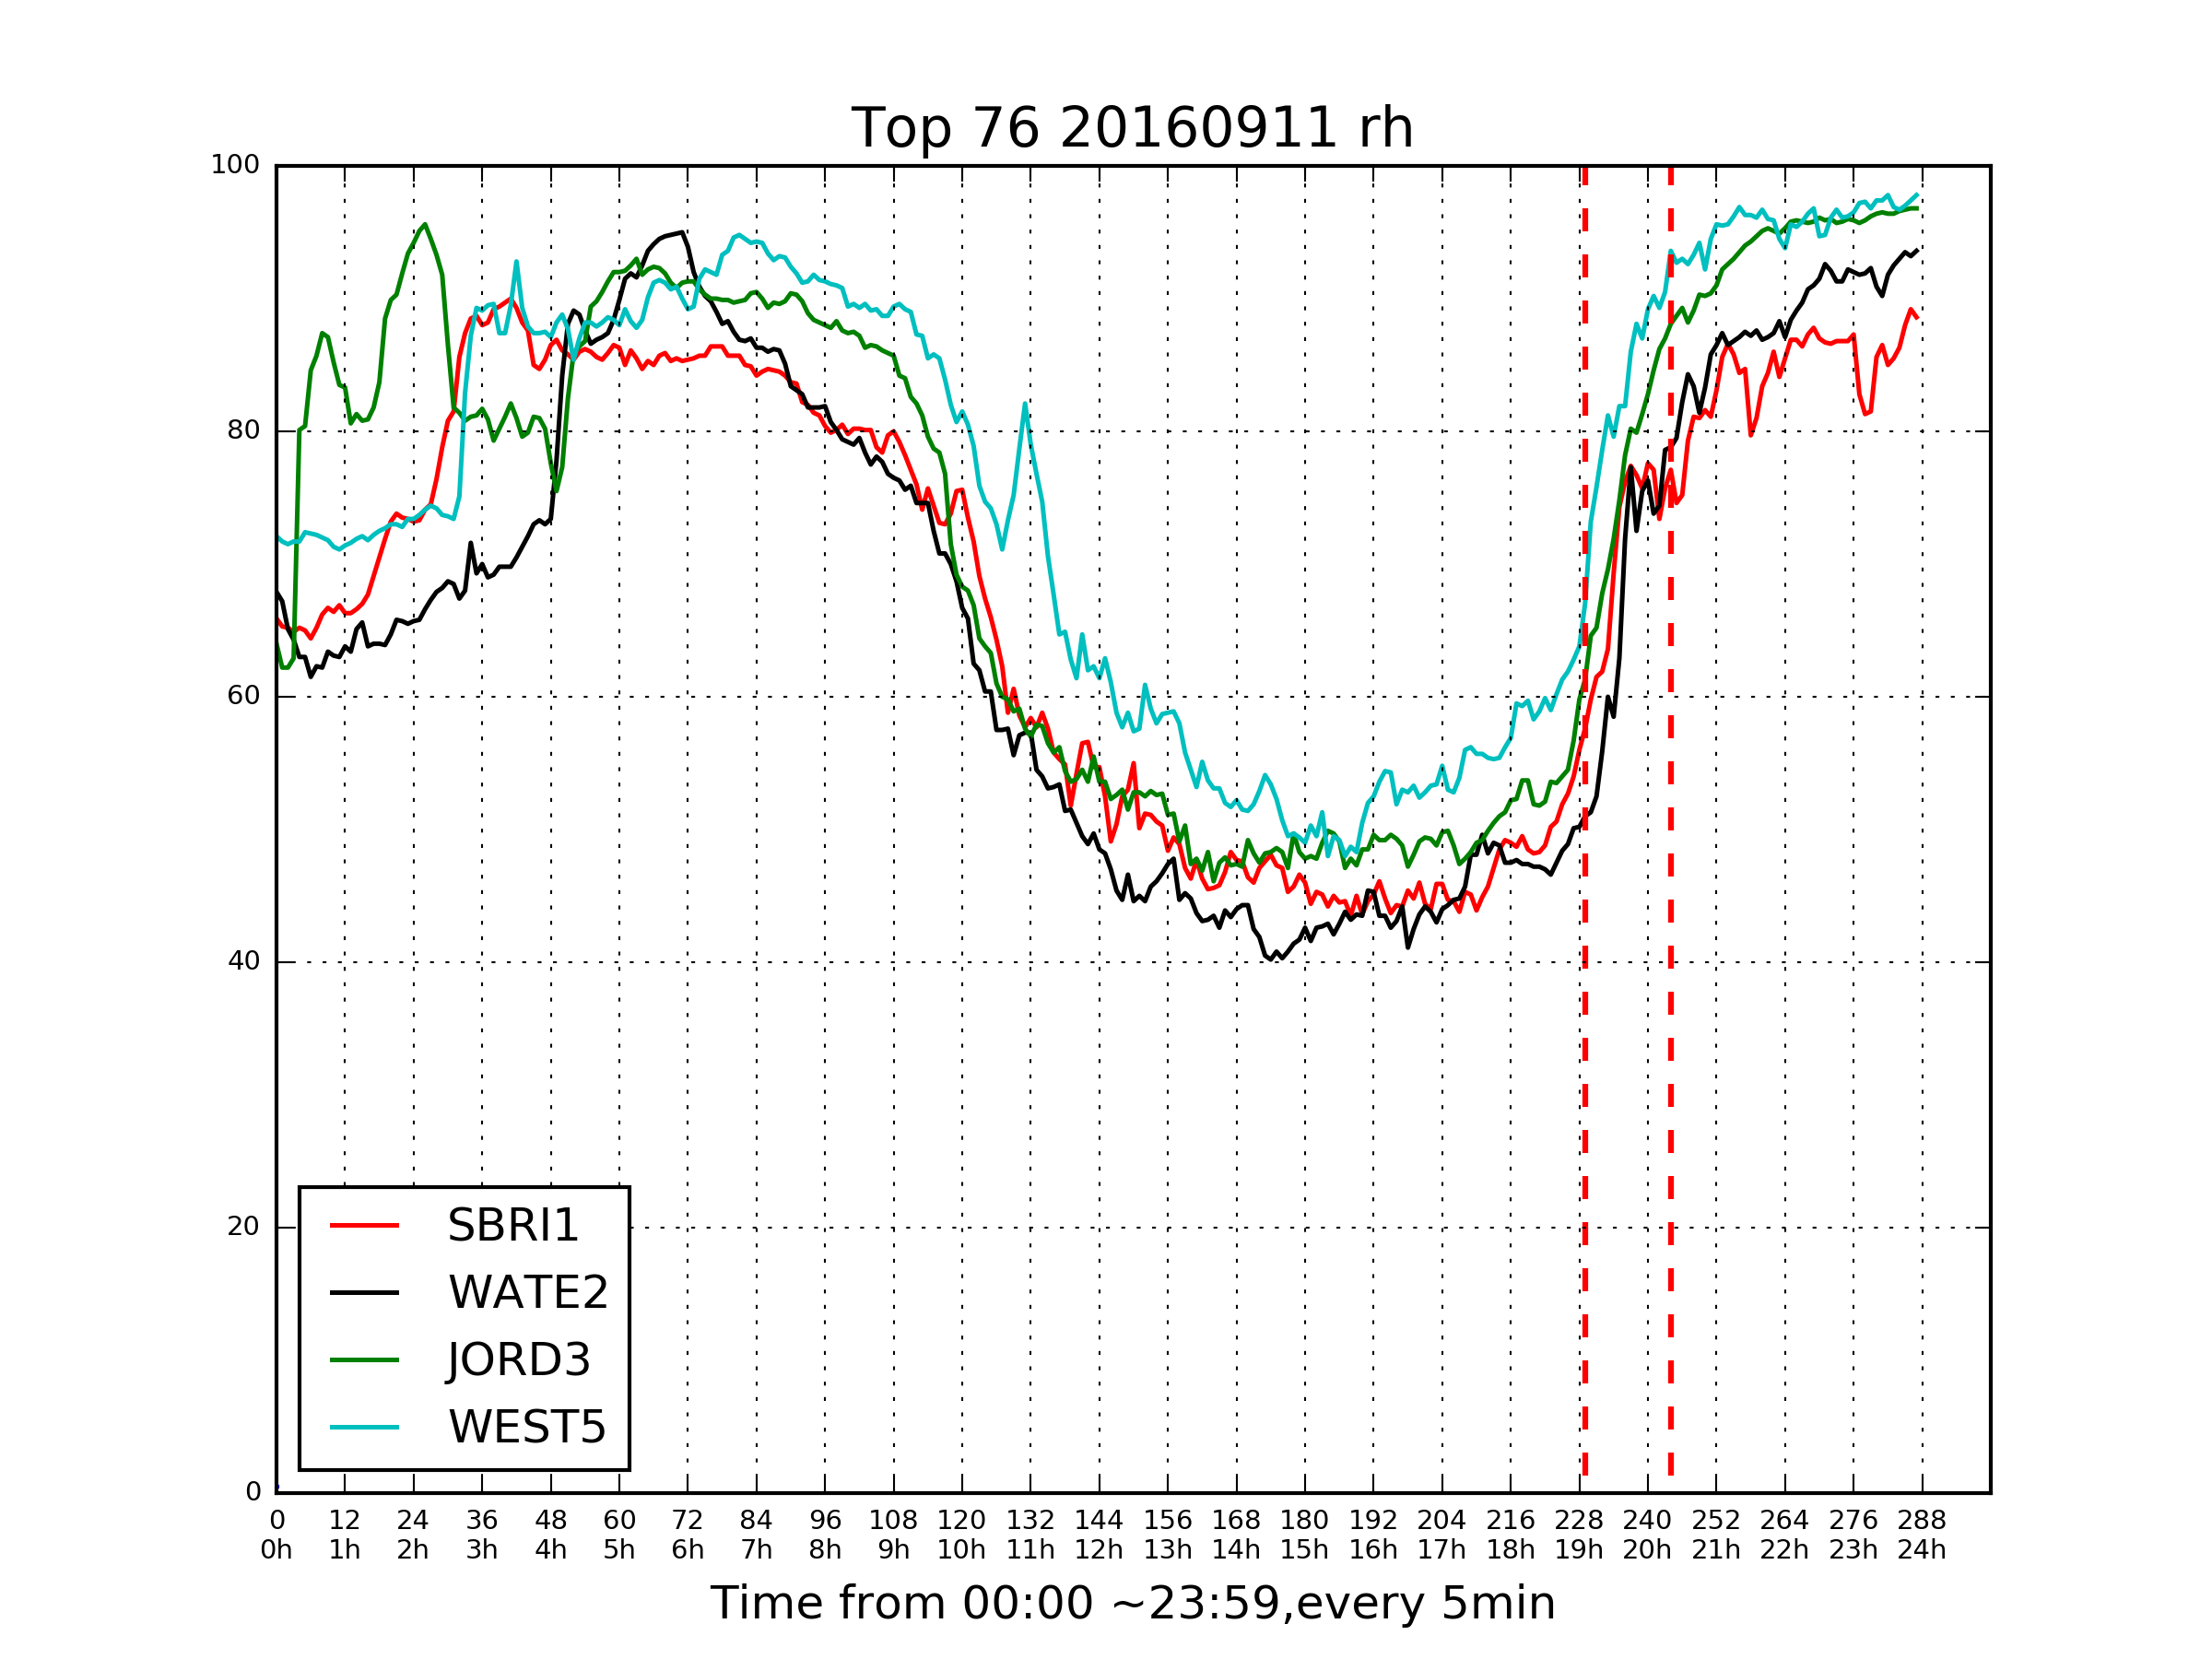 Top 76 20160911 rh
100
80
60
40
20
0
SBRI1
WATE2
JORD3
WEST5
0 12 24 36 48 60 72 84 96 108 120 132 144 156 168 180 192 204 216 228 240 252 264 276 288
0h 1h 2h 3h 4h 5h 6h 7h 8h 9h 10h 11h 12h 13h 14h 15h 16h 17h 18h 19h 20h 21h 22h 23h 24h
Time from 00:00 ~23:59,every 5min